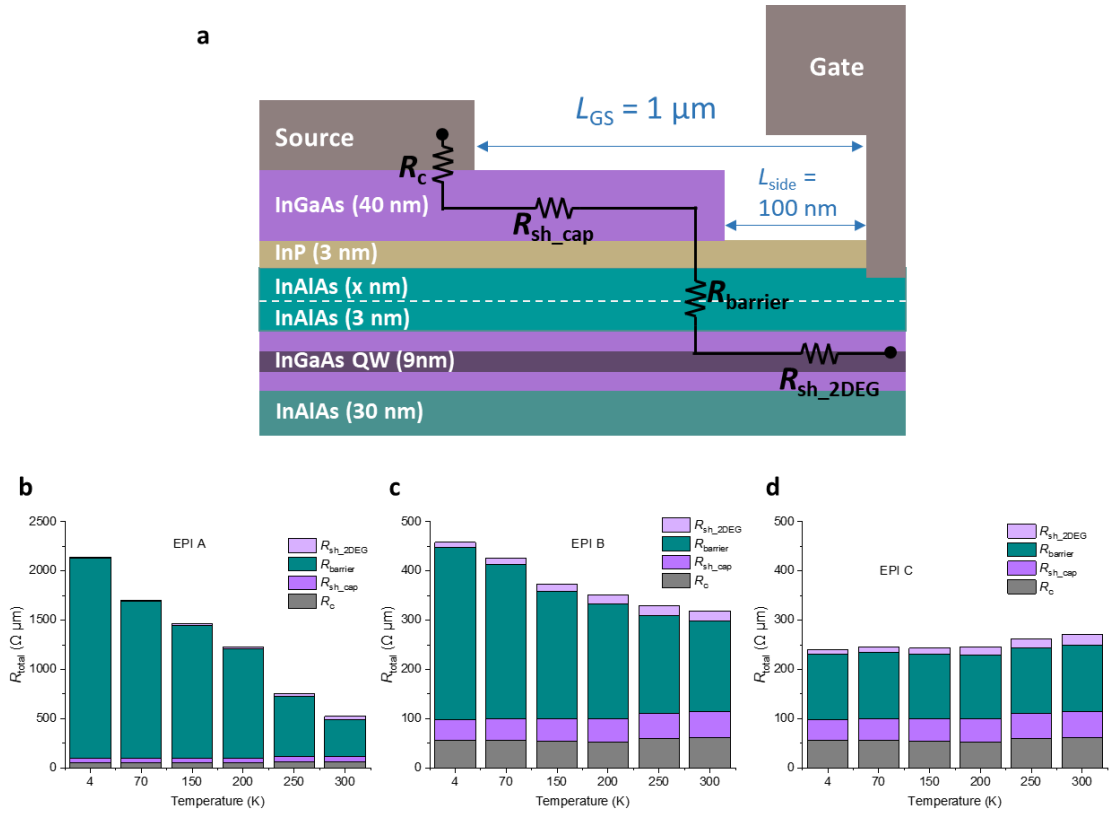 a
Gate
L_GS = 1 μm
Source
R_c
L_side =
100 nm
InGaAs (40 nm)
R_sh_cap
InP (3 nm)
InAlAs (x nm)
R_barrier
InAlAs (3 nm)
InGaAs QW (9nm)
R_sh_2DEG
InAlAs (30 nm)
b
2500
2000
1500
1000
500
0
R_total (Ω μm)
EPI A
R_sh_2DEG
R_barrier
R_sh_cap
R_c
4 70 150 200 250 300
Temperature (K)
c
500
400
300
200
100
0
R_total (Ω μm)
EPI B
R_sh_2DEG
R_barrier
R_sh_cap
R_c
4 70 150 200 250 300
Temperature (K)
d
500
400
300
200
100
0
R_total (Ω μm)
EPI C
R_sh_2DEG
R_barrier
R_sh_cap
R_c
4 70 150 200 250 300
Temperature (K)